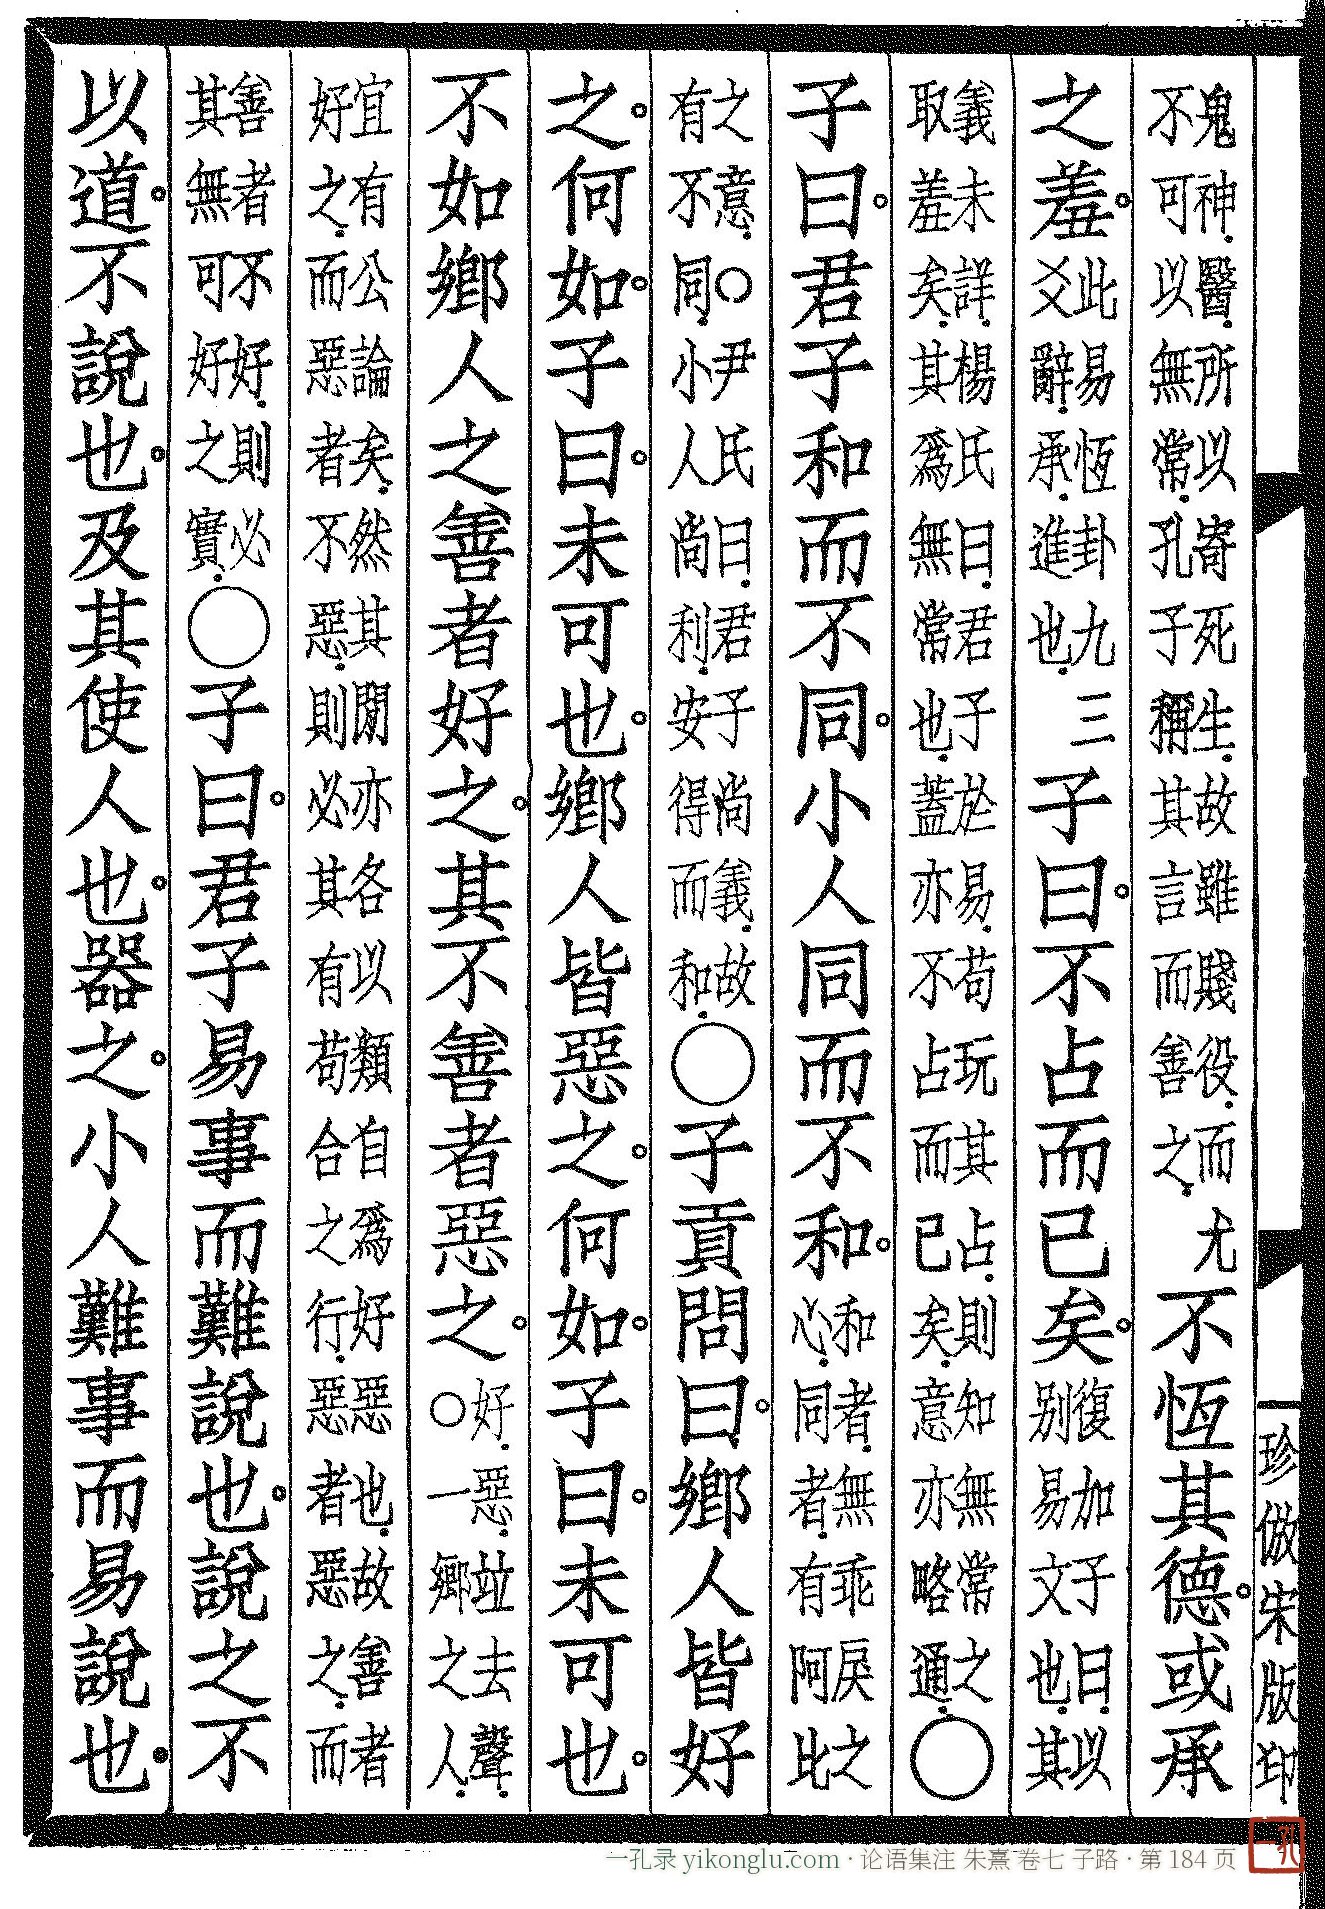 珍倣宋版印
鬼神。醫。所以寄死生。故雖賤役。而尤不可以無常。孔子稱其言而善之。不恆其德。或承
之羞。此易恆卦九三爻辭。承。進也。子曰。不占而已矣。復加子曰。以别易文也。其
義未詳。楊氏曰。君子於易。苟玩其占。則知無常之取羞矣。其爲無常也。蓋亦不占而已矣。意亦略通。○
子曰。君子和而不同。小人同而不和。和者。無乖戾之心。同者。有阿比
之意。○尹氏曰。君子尚義。故有不同。小人尚利。安得而和。○子貢問曰。鄉人皆好
之。何如。子曰。未可也。鄉人皆惡之。何如。子曰。未可也。
不如鄉人之善者好之。其不善者惡之。好。惡。竝去聲。○一鄉之人。
宜有公論矣。然其閒亦各以類自爲好惡也。故善者好之。而惡者不惡。則必其有苟合之行。惡者惡之。而
善者不好。則必其無可好之實。○子曰。君子易事而難說也。說之不
以道。不說也。及其使人也。器之。小人難事而易說也。
一孔录 yikonglu.com · 论语集注 朱熹 卷七 子路 · 第 184 页
一孔